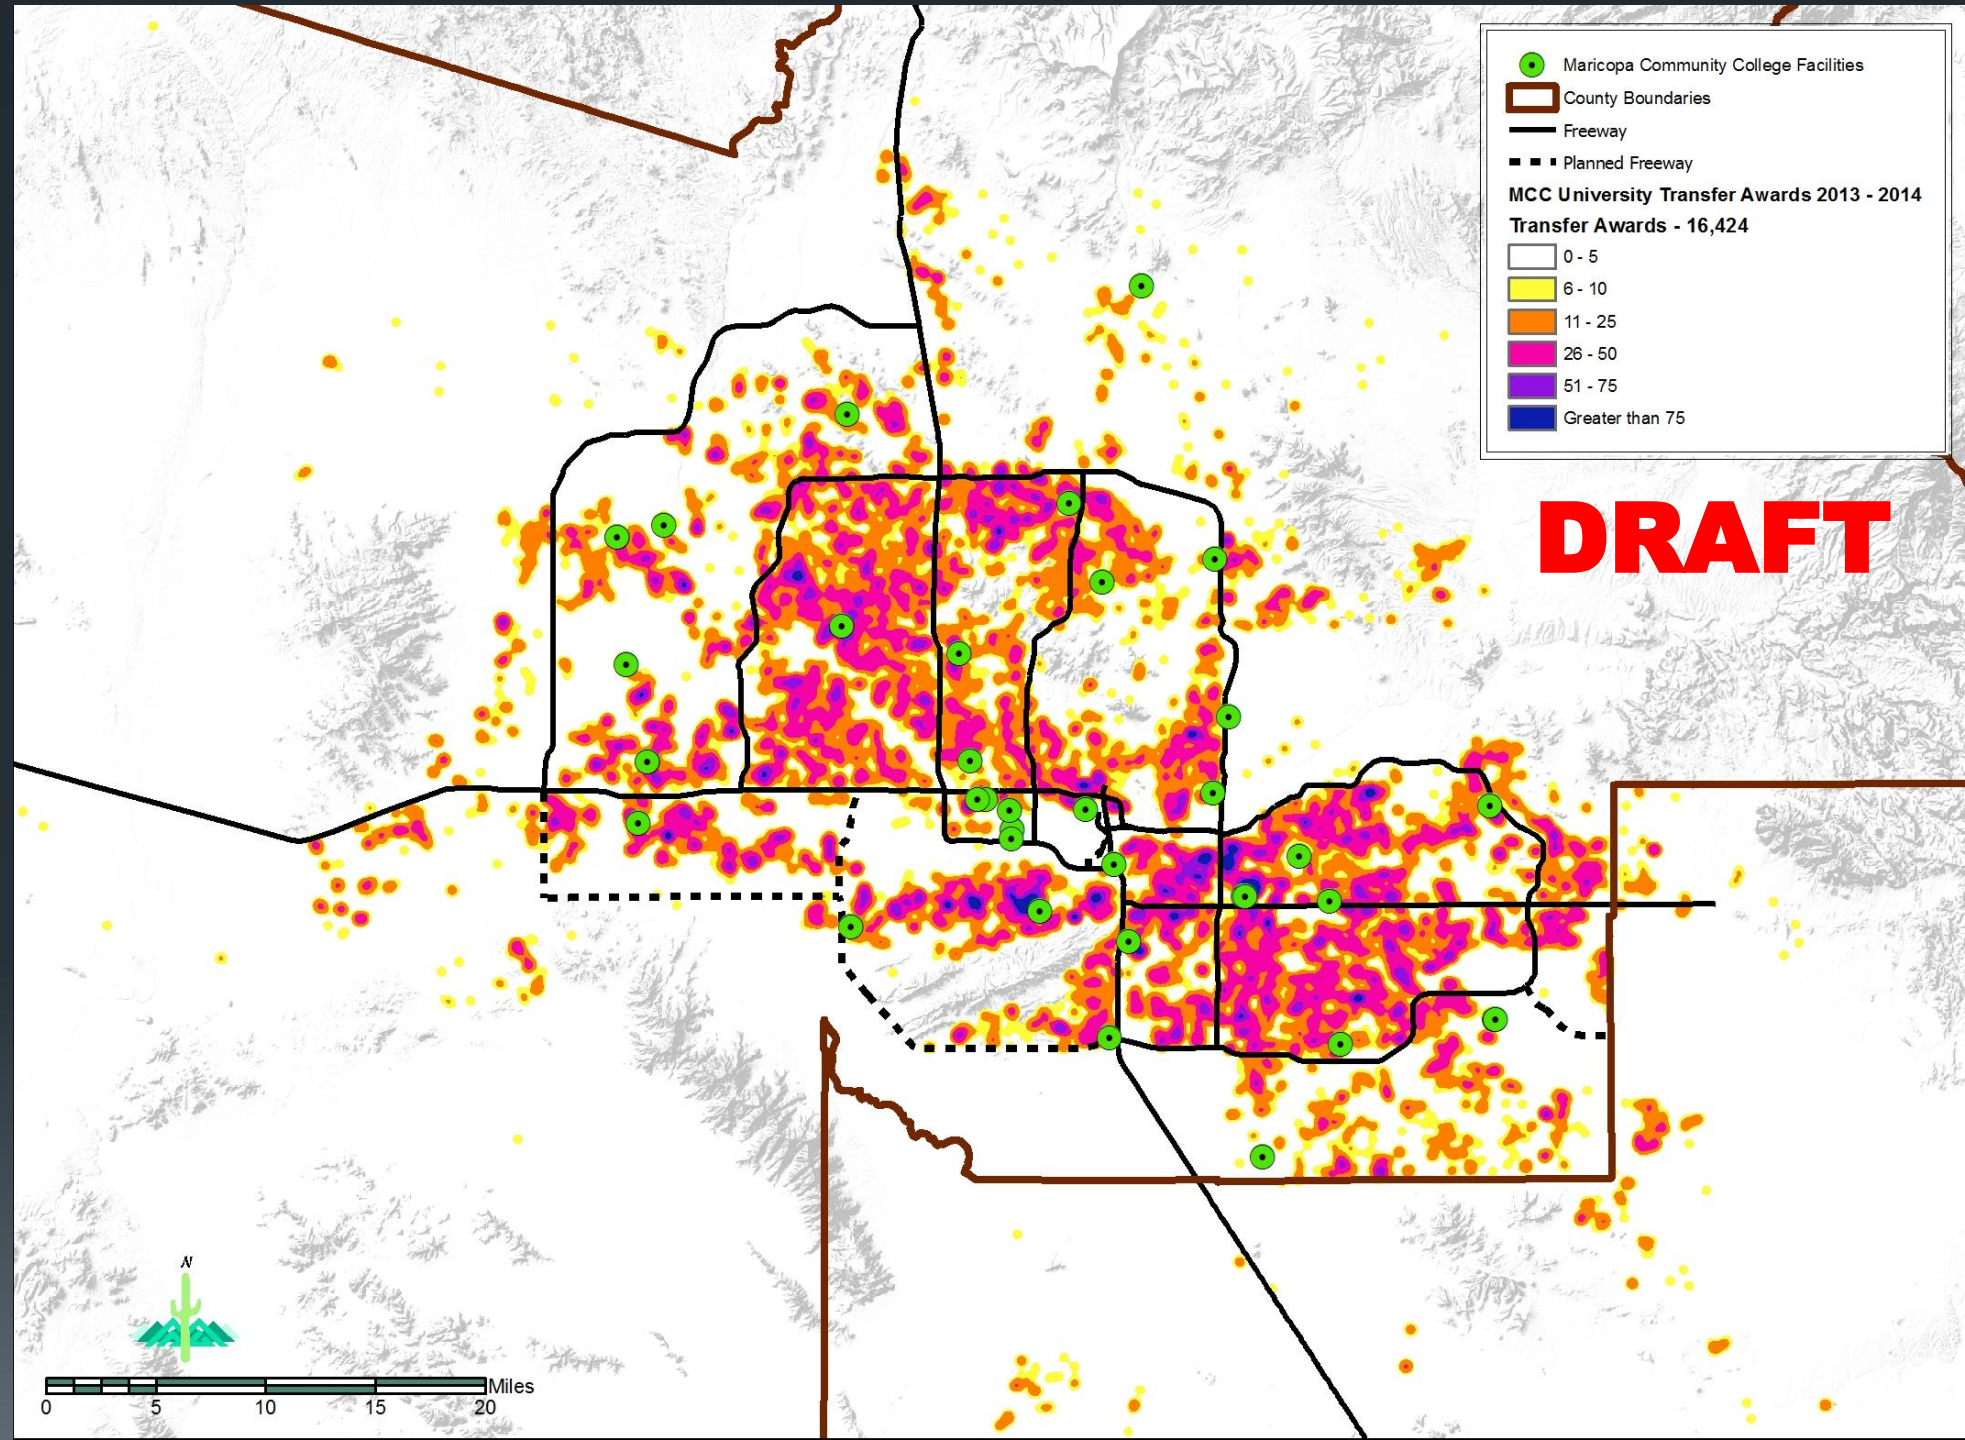 Maricopa Community College Facilities
County Boundaries
Freeway
Planned Freeway
MCC University Transfer Awards 2013 - 2014
Transfer Awards - 16,424
0 - 5
6 - 10
11 - 25
26 - 50
51 - 75
Greater than 75
DRAFT
N
Miles
0 5 10 15 20